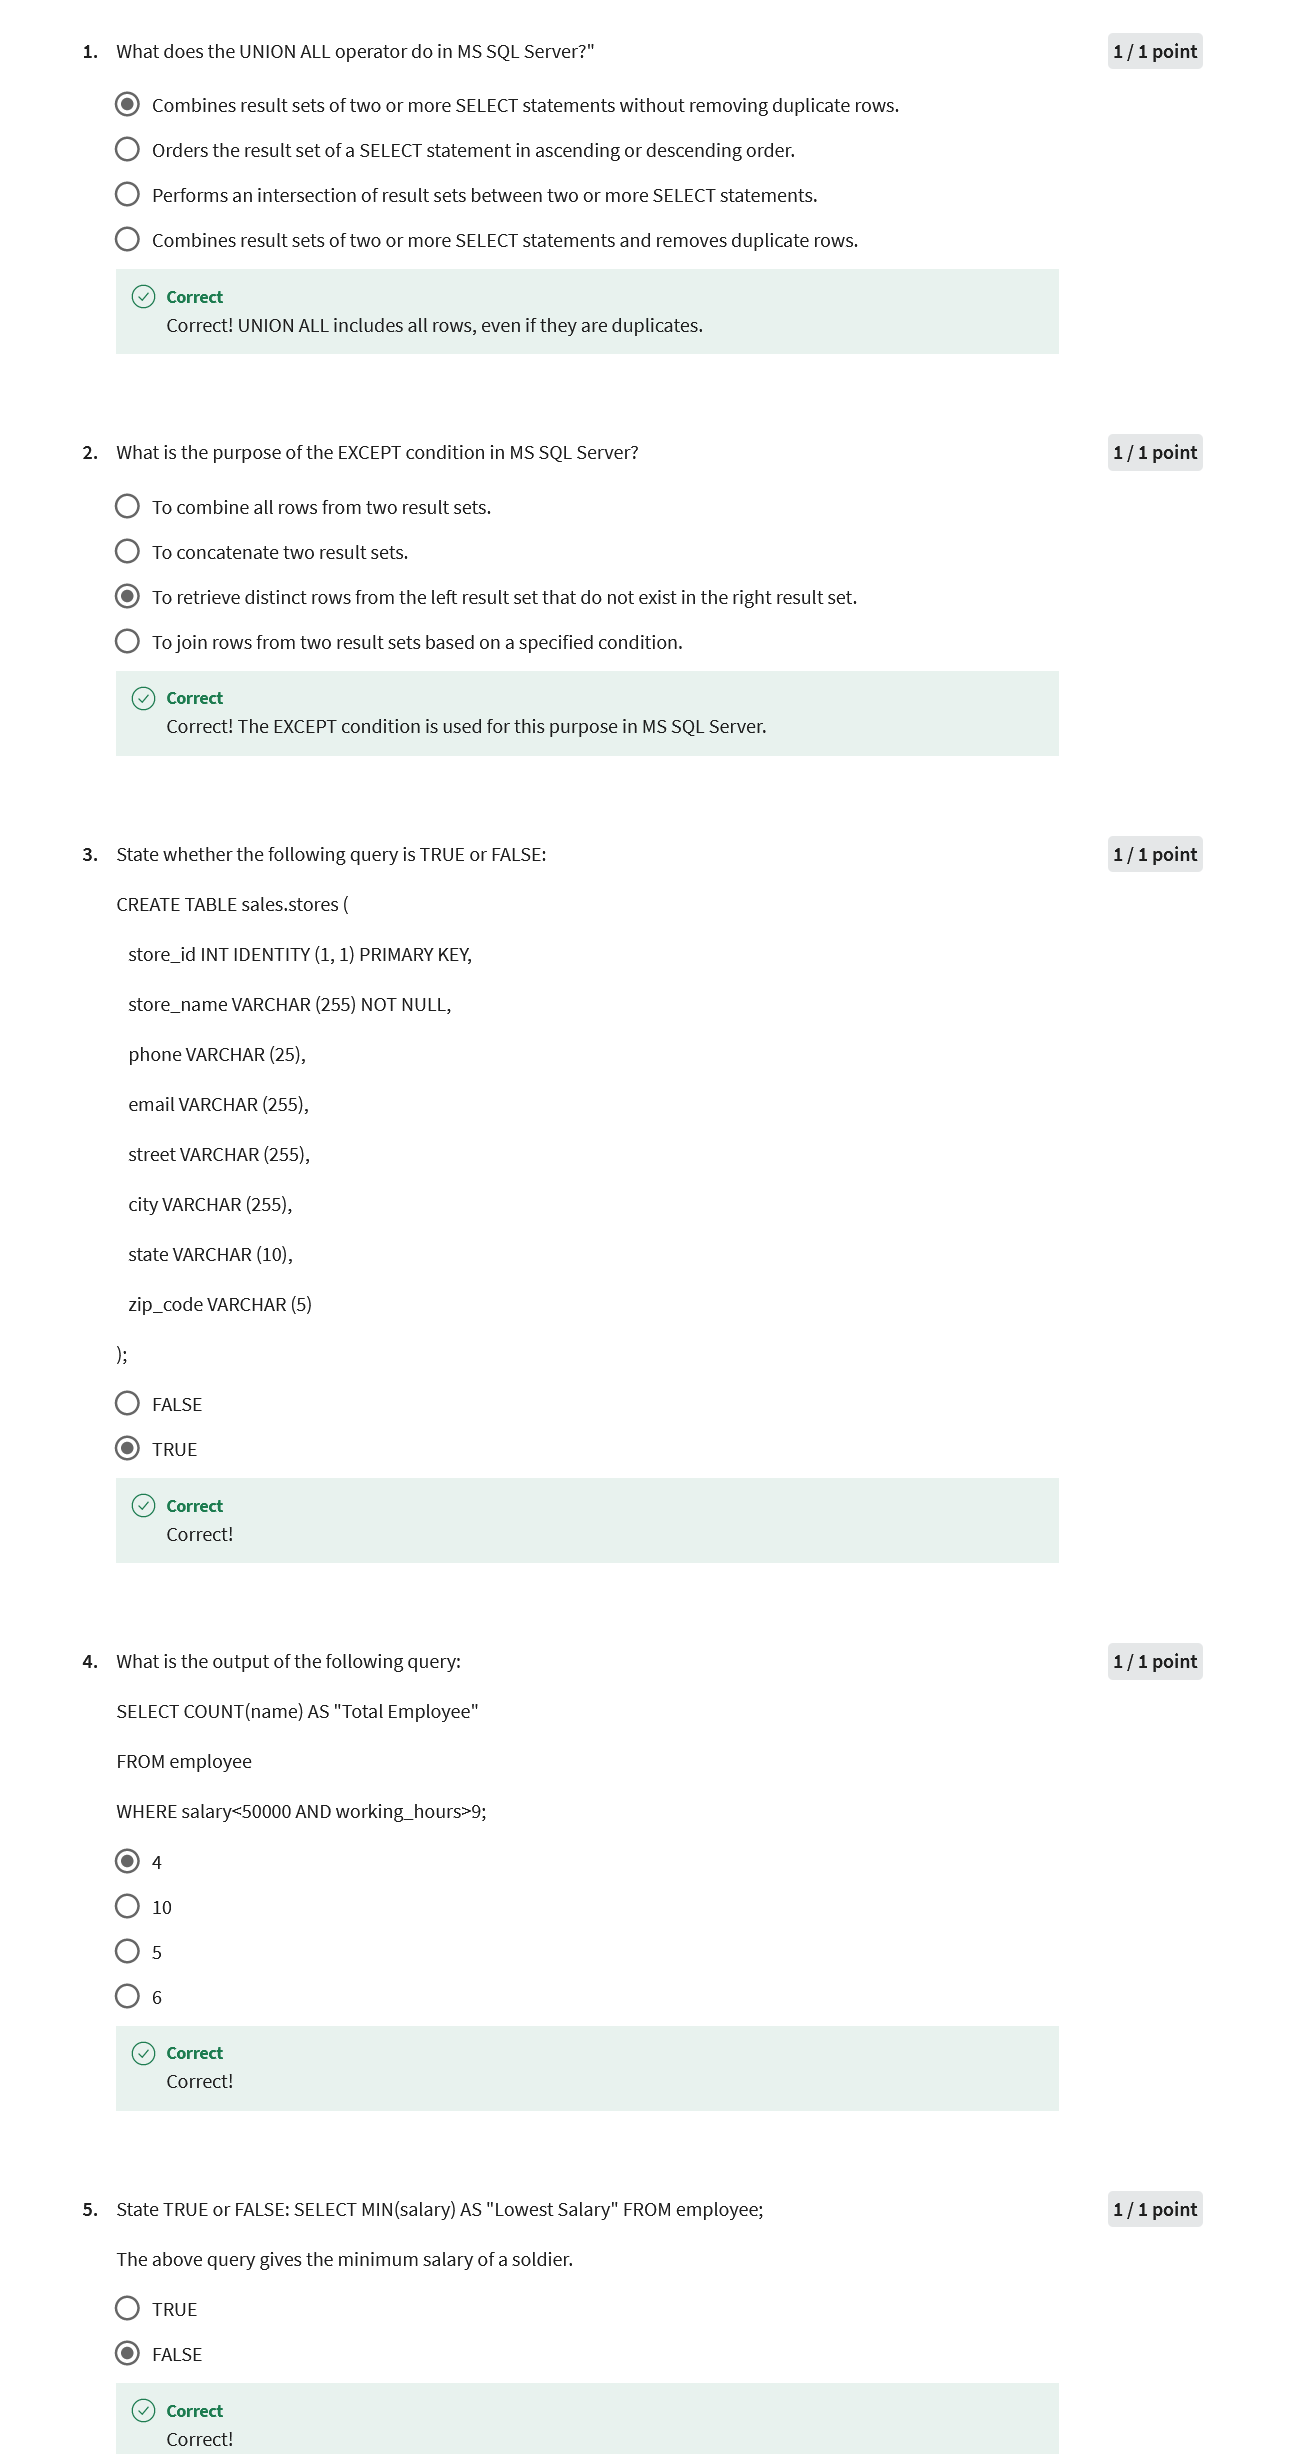 1. What does the UNION ALL operator do in MS SQL Server?" 1 / 1 point
Combines result sets of two or more SELECT statements without removing duplicate rows.
Orders the result set of a SELECT statement in ascending or descending order.
Performs an intersection of result sets between two or more SELECT statements.
Combines result sets of two or more SELECT statements and removes duplicate rows.
Correct
Correct! UNION ALL includes all rows, even if they are duplicates.
2. What is the purpose of the EXCEPT condition in MS SQL Server? 1 / 1 point
To combine all rows from two result sets.
To concatenate two result sets.
To retrieve distinct rows from the left result set that do not exist in the right result set.
To join rows from two result sets based on a specified condition.
Correct
Correct! The EXCEPT condition is used for this purpose in MS SQL Server.
3. State whether the following query is TRUE or FALSE: 1 / 1 point
CREATE TABLE sales.stores (
store_id INT IDENTITY (1, 1) PRIMARY KEY,
store_name VARCHAR (255) NOT NULL,
phone VARCHAR (25),
email VARCHAR (255),
street VARCHAR (255),
city VARCHAR (255),
state VARCHAR (10),
zip_code VARCHAR (5)
);
FALSE
TRUE
Correct
Correct!
4. What is the output of the following query: 1 / 1 point
SELECT COUNT(name) AS "Total Employee"
FROM employee
WHERE salary<50000 AND working_hours>9;
4
10
5
6
Correct
Correct!
5. State TRUE or FALSE: SELECT MIN(salary) AS "Lowest Salary" FROM employee; 1 / 1 point
The above query gives the minimum salary of a soldier.
TRUE
FALSE
Correct
Correct!